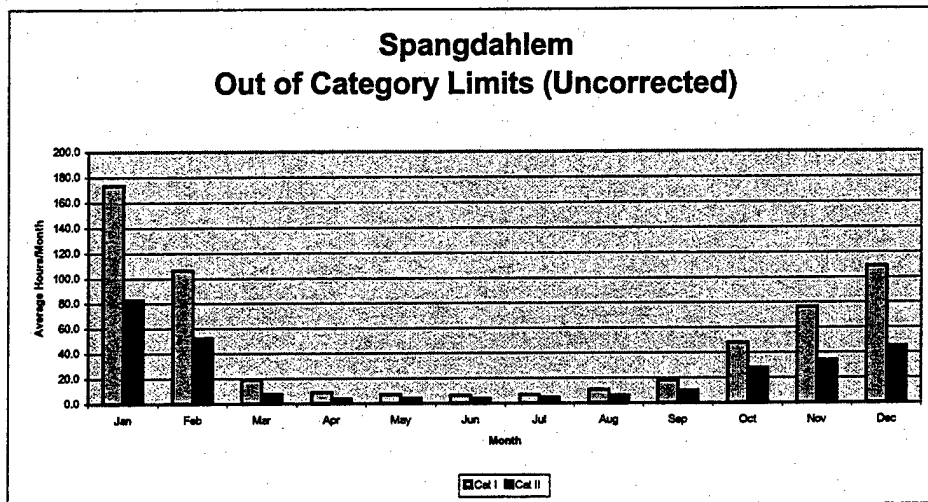 Spangdahlem
Out of Category Limits (Uncorrected)
Average Hours/Month
200.0
180.0
160.0
140.0
120.0
100.0
80.0
60.0
40.0
20.0
0.0
Jan Feb Mar Apr May Jun Jul Aug Sep Oct Nov Dec
Month
Cat I Cat II